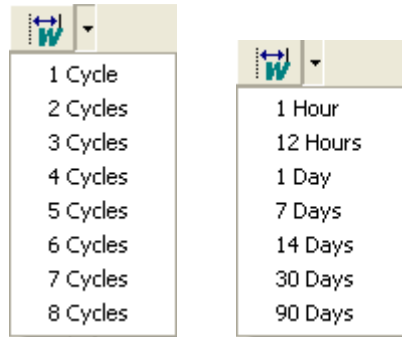 W
1 Cycle
2 Cycles
3 Cycles
4 Cycles
5 Cycles
6 Cycles
7 Cycles
8 Cycles
W
1 Hour
12 Hours
1 Day
7 Days
14 Days
30 Days
90 Days